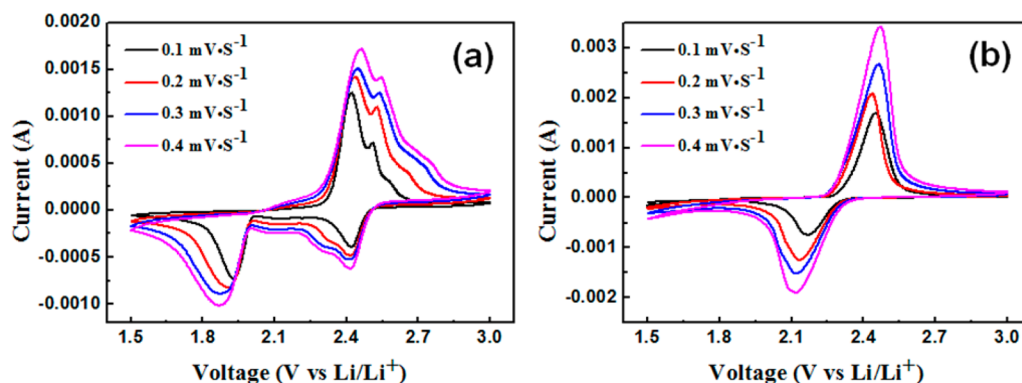 (a)
0.1 mV·S⁻¹
0.2 mV·S⁻¹
0.3 mV·S⁻¹
0.4 mV·S⁻¹
Current (A)
0.0020
0.0015
0.0010
0.0005
0.0000
-0.0005
-0.0010
1.5 1.8 2.1 2.4 2.7 3.0
Voltage (V vs Li/Li⁺)
(b)
0.1 mV·S⁻¹
0.2 mV·S⁻¹
0.3 mV·S⁻¹
0.4 mV·S⁻¹
Current (A)
0.003
0.002
0.001
0.000
-0.001
-0.002
1.5 1.8 2.1 2.4 2.7 3.0
Voltage (V vs Li/Li⁺)